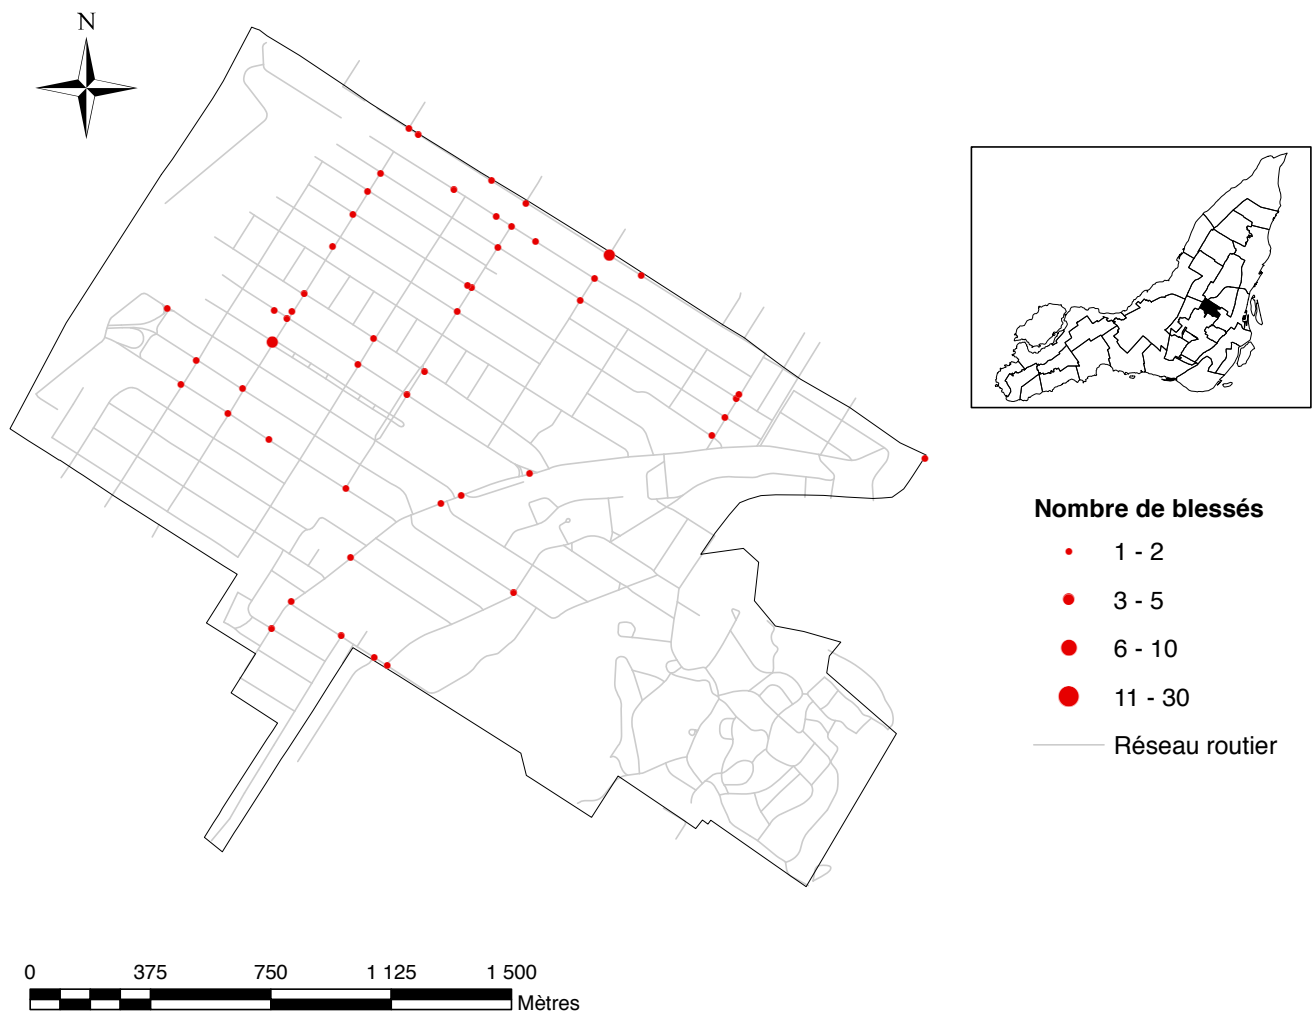 N
Nombre de blessés
1 - 2
3 - 5
6 - 10
11 - 30
Réseau routier
0 375 750 1 125 1 500
Mètres